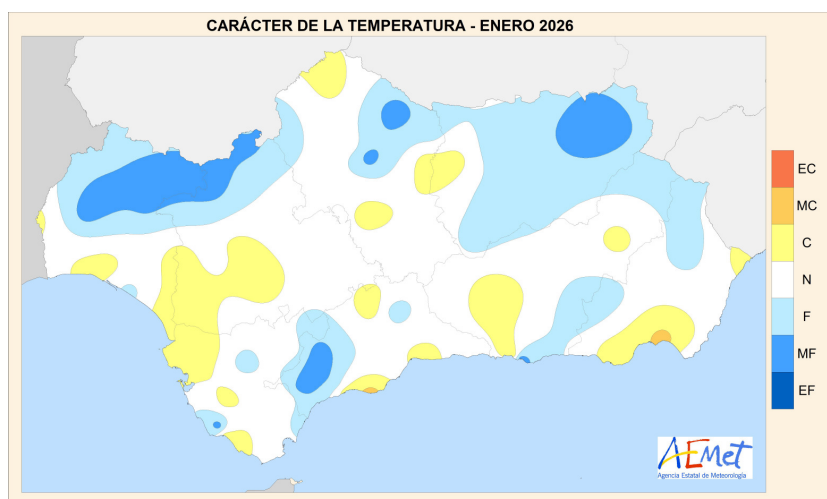 CARÁCTER DE LA TEMPERATURA - ENERO 2026
EC
MC
C
N
F
MF
EF
AEMet
Agencia Estatal de Meteorología